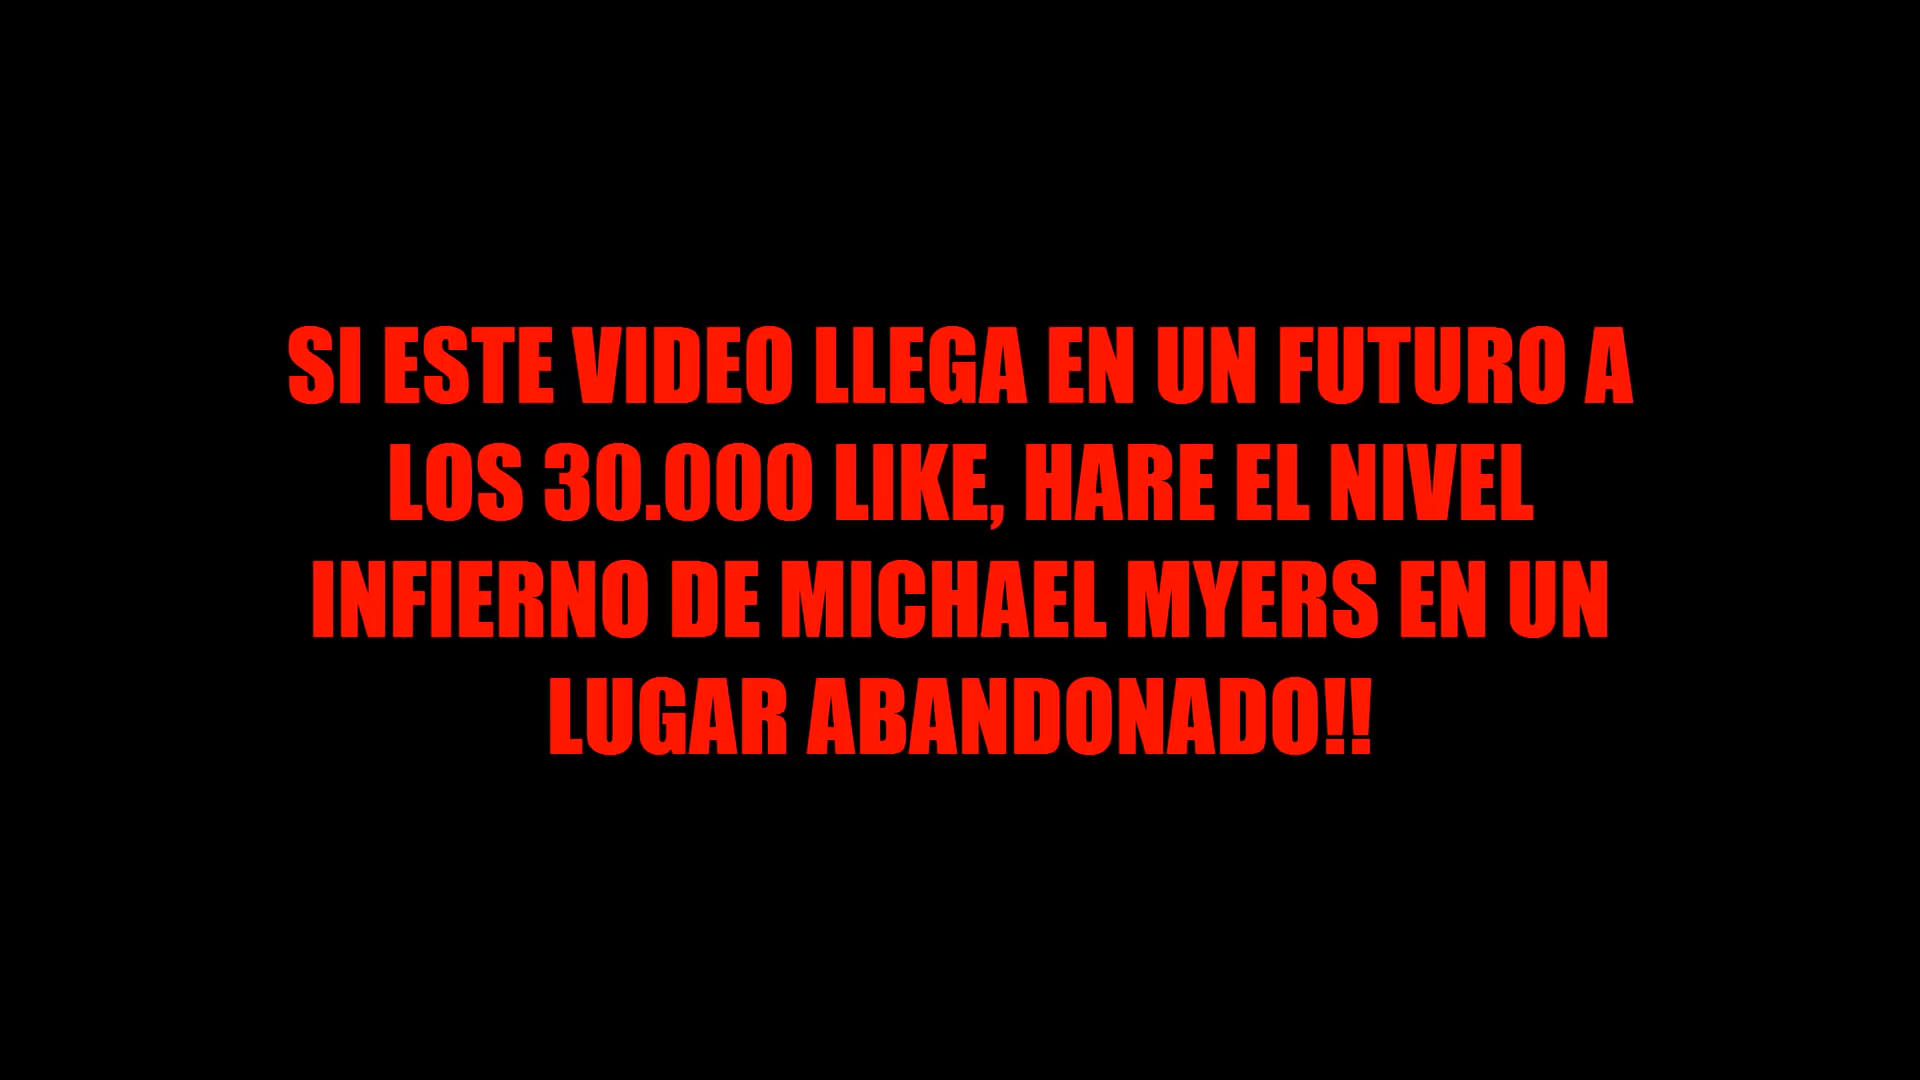 SI ESTE VIDEO LLEGA EN UN FUTURO A
LOS 30.000 LIKE, HARE EL NIVEL
INFIERNO DE MICHAEL MYERS EN UN
LUGAR ABANDONADO!!